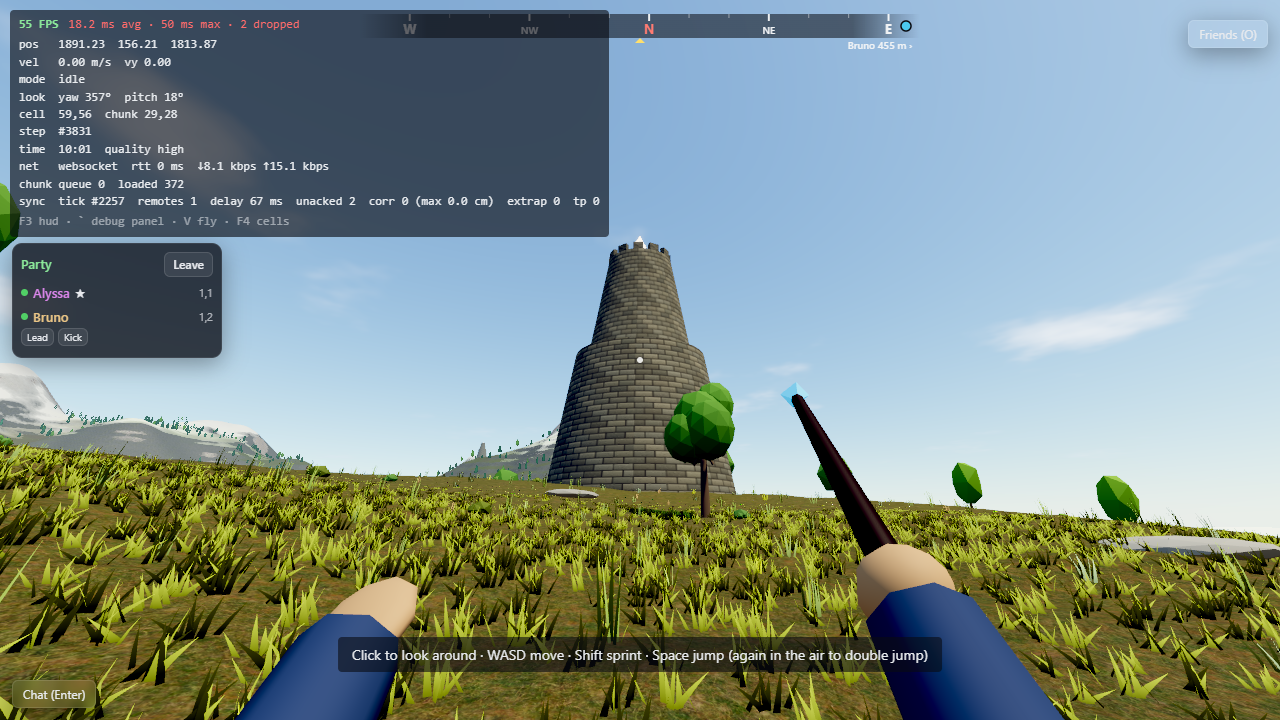 55 FPS 18.2 ms avg · 50 ms max · 2 dropped
pos 1891.23 156.21 1813.87
vel 0.00 m/s vy 0.00
mode idle
look yaw 357° pitch 18°
cell 59,56 chunk 29,28
step #3831
time 10:01 quality high
net websocket rtt 0 ms ↓8.1 kbps ↑15.1 kbps
chunk queue 0 loaded 372
sync tick #2257 remotes 1 delay 67 ms unacked 2 corr 0 (max 0.0 cm) extrap 0 tp 0
F3 hud · ` debug panel · V fly · F4 cells
W NW N NE E
Bruno 455 m ›
Friends (O)
Party Leave
Alyssa ★ 1,1
Bruno 1,2
Lead Kick
Click to look around · WASD move · Shift sprint · Space jump (again in the air to double jump)
Chat (Enter)